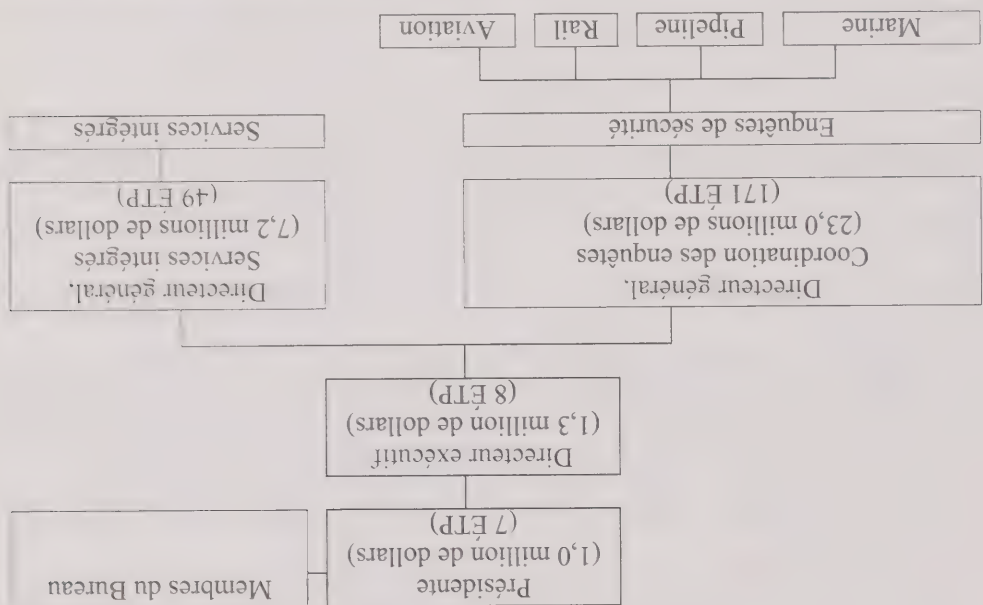 Présidente
(1,0 million de dollars)
(7 ÉTP)
Membres du Bureau
Directeur exécutif
(1,3 million de dollars)
(8 ÉTP)
Directeur général.
Coordination des enquêtes
(23,0 millions de dollars)
(171 ÉTP)
Directeur général.
Services intégrés
(7,2 millions de dollars)
(49 ETP)
Enquêtes de sécurité
Services intégrés
Marine
Pipeline
Rail
Aviation